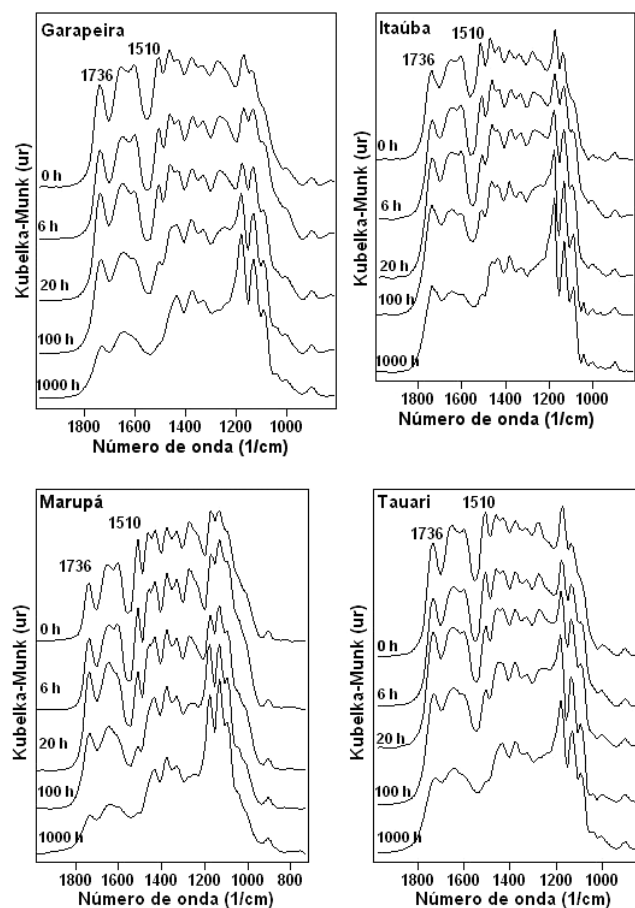 Garapeira
1736
1510
0 h
6 h
20 h
100 h
1000 h
Kubelka-Munk (ur)
1800 1600 1400 1200 1000
Número de onda (1/cm)
Itaúba
1736
1510
0 h
6 h
20 h
100 h
1000 h
Kubelka-Munk (ur)
1800 1600 1400 1200 1000
Número de onda (1/cm)
Marupá
1736
1510
0 h
6 h
20 h
100 h
1000 h
Kubelka-Munk (ur)
1800 1600 1400 1200 1000 800
Número de onda (1/cm)
Tauari
1736
1510
0 h
6 h
20 h
100 h
1000 h
Kubelka-Munk (ur)
1800 1600 1400 1200 1000
Número de onda (1/cm)